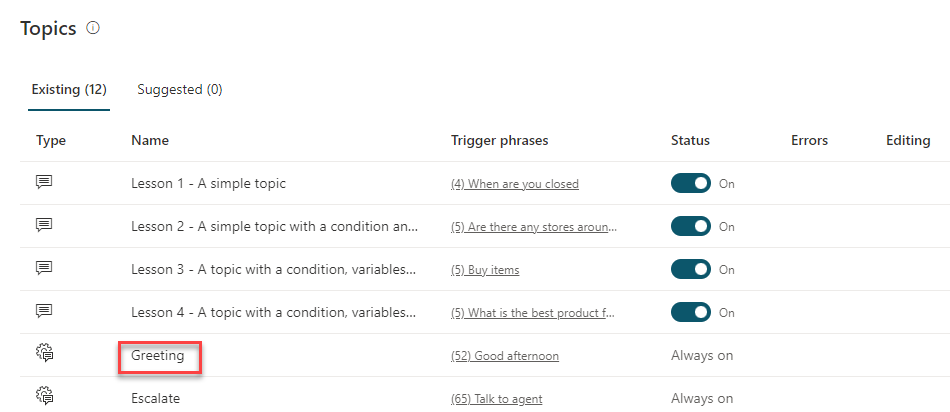 Topics
Existing (12) Suggested (0)
Type Name Trigger phrases Status Errors Editing
Lesson 1 - A simple topic (4) When are you closed On
Lesson 2 - A simple topic with a condition an... (5) Are there any stores aroun... On
Lesson 3 - A topic with a condition, variables... (5) Buy items On
Lesson 4 - A topic with a condition, variables... (5) What is the best product f... On
Greeting (52) Good afternoon Always on
Escalate (65) Talk to agent Always on